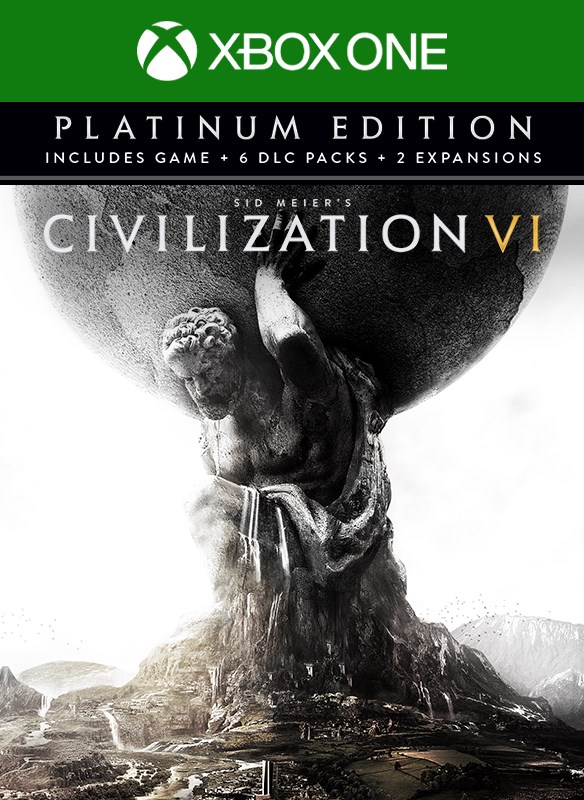 XBOX ONE
PLATINUM EDITION
INCLUDES GAME + 6 DLC PACKS + 2 EXPANSIONS
SID MEIER'S
CIVILIZATION VI